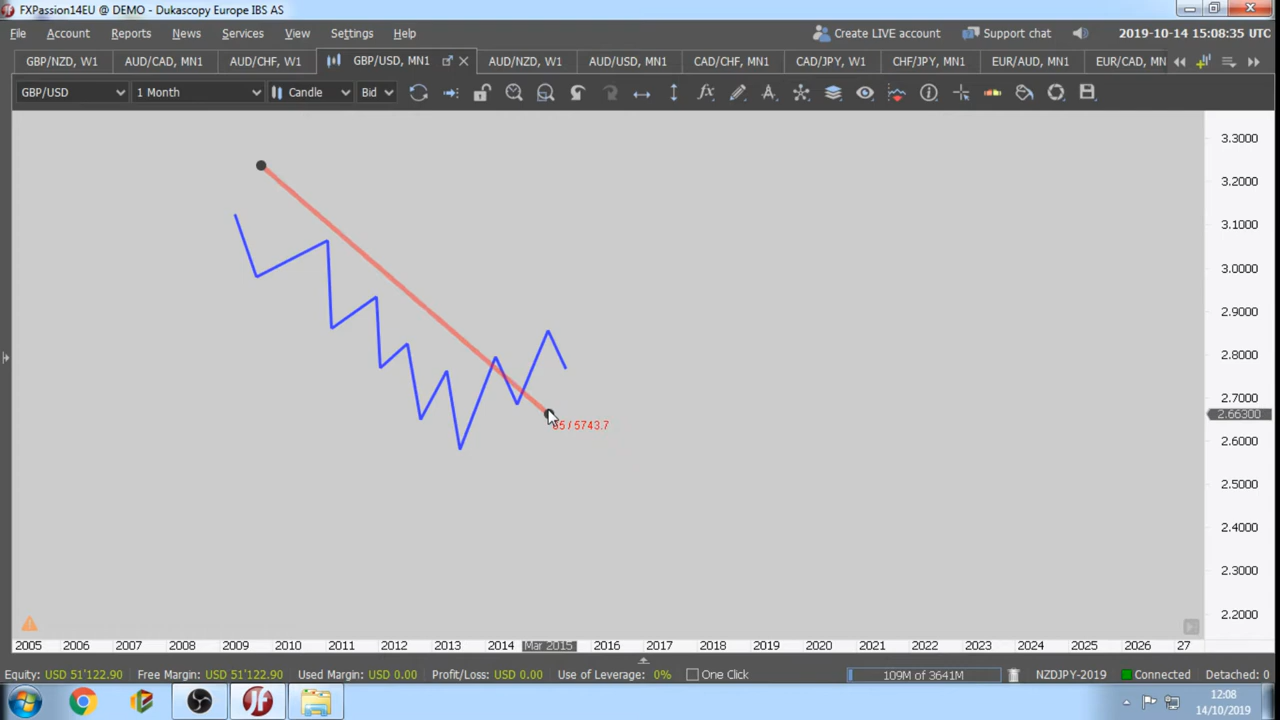 FXPassion14EU @ DEMO - Dukascopy Europe IBS AS
File Account Reports News Services View Settings Help Create LIVE account Support chat 2019-10-14 15:08:35 UTC
GBP/NZD, W1 AUD/CAD, MN1 AUD/CHF, W1 GBP/USD, MN1 AUD/NZD, W1 AUD/USD, MN1 CAD/CHF, MN1 CAD/JPY, W1 CHF/JPY, MN1 EUR/AUD, MN1 EUR/CAD, MN
GBP/USD 1 Month Candle Bid
3.3000
3.2000
3.1000
3.0000
2.9000
2.8000
2.7000
2.66300
65 / 5743.7
2.6000
2.5000
2.4000
2.3000
2.2000
2005 2006 2007 2008 2009 2010 2011 2012 2013 2014 Mar 2015 2016 2017 2018 2019 2020 2021 2022 2023 2024 2025 2026 27
Equity: USD 51'122.90 Free Margin: USD 51'122.90 Used Margin: USD 0.00 Profit/Loss: USD 0.00 Use of Leverage: 0% One Click 109M of 3641M NZDJPY-2019 Connected Detached: 0
12:08
14/10/2019